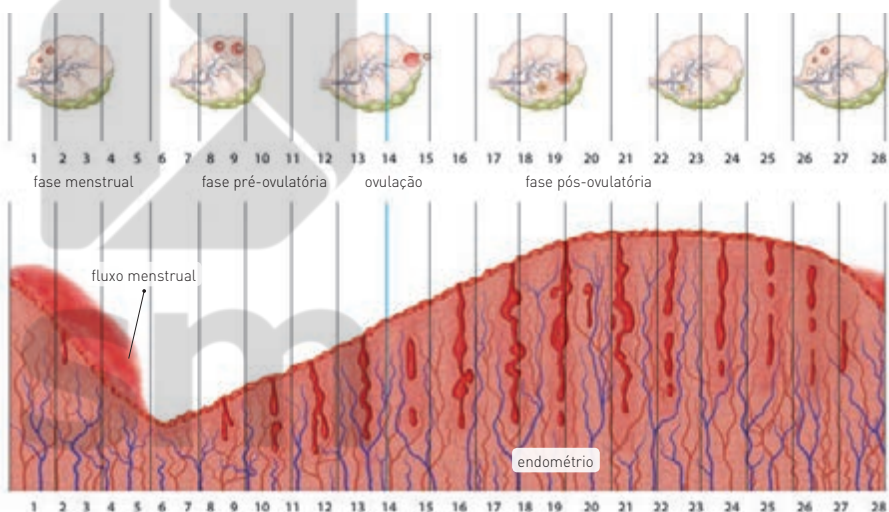 1 2 3 4 5 6 7 8 9 10 11 12 13 14 15 16 17 18 19 20 21 22 23 24 25 26 27 28
fase menstrual fase pré-ovulatória ovulação fase pós-ovulatória
fluxo menstrual
sm
endométrio
1 2 3 4 5 6 7 8 9 10 11 12 13 14 15 16 17 18 19 20 21 22 23 24 25 26 27 28